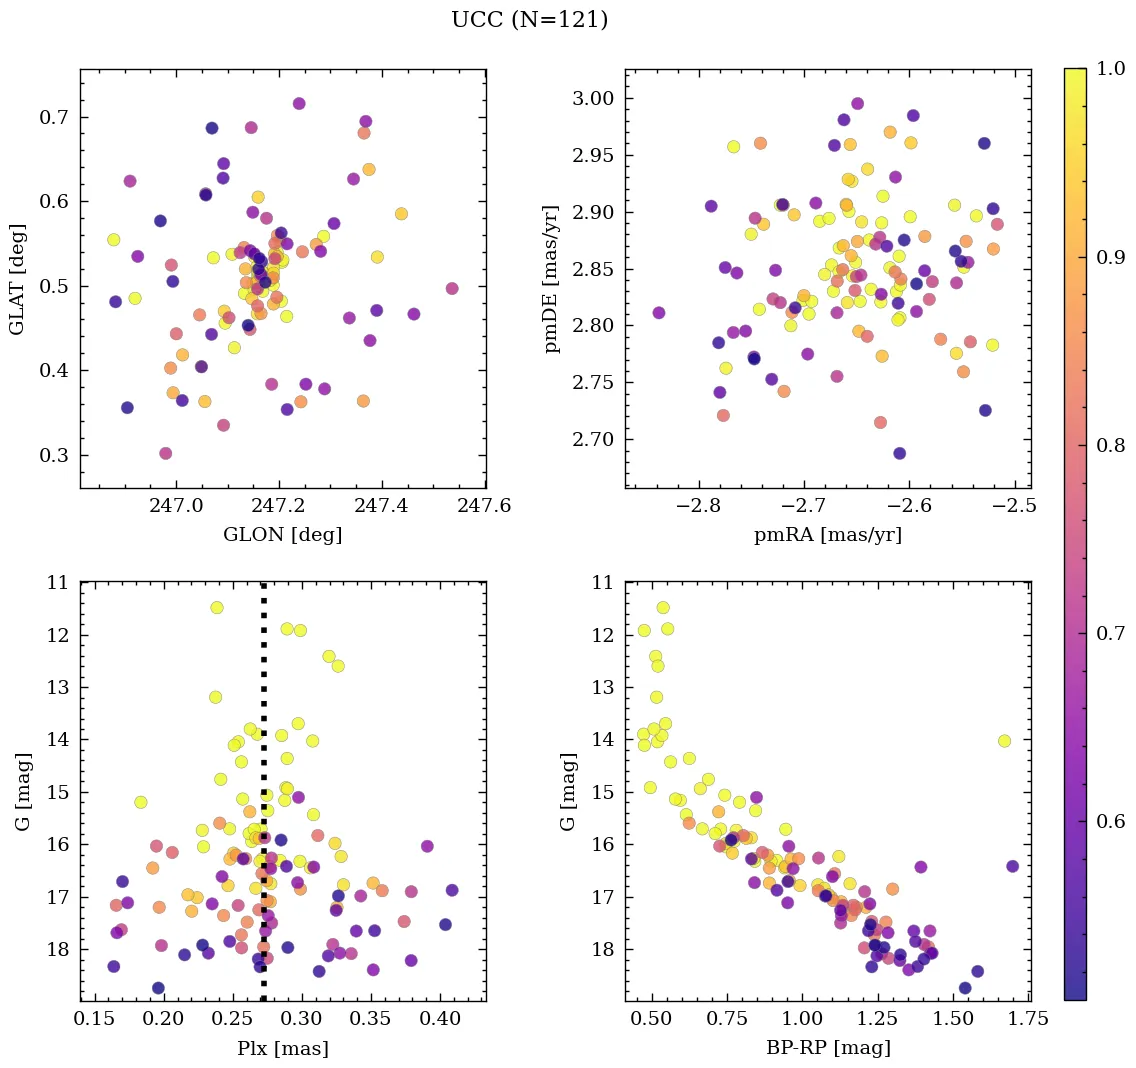 UCC (N=121)
GLAT [deg]
0.7
0.6
0.5
0.4
0.3
247.0 247.2 247.4 247.6
GLON [deg]
pmDE [mas/yr]
3.00
2.95
2.90
2.85
2.80
2.75
2.70
−2.8 −2.7 −2.6 −2.5
pmRA [mas/yr]
1.0
0.9
0.8
0.7
0.6
G [mag]
11
12
13
14
15
16
17
18
0.15 0.20 0.25 0.30 0.35 0.40
Plx [mas]
G [mag]
11
12
13
14
15
16
17
18
0.50 0.75 1.00 1.25 1.50 1.75
BP-RP [mag]